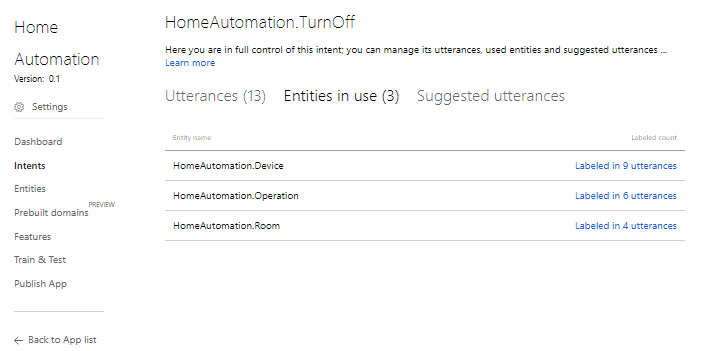 Home
Automation
Version: 0.1
Settings
Dashboard
Intents
Entities
Prebuilt domains PREVIEW
Features
Train & Test
Publish App
Back to App list
HomeAutomation.TurnOff
Here you are in full control of this intent; you can manage its utterances, used entities and suggested utterances ...
Learn more
Utterances (13) Entities in use (3) Suggested utterances
Entity name Labeled count
HomeAutomation.Device Labeled in 9 utterances
HomeAutomation.Operation Labeled in 6 utterances
HomeAutomation.Room Labeled in 4 utterances